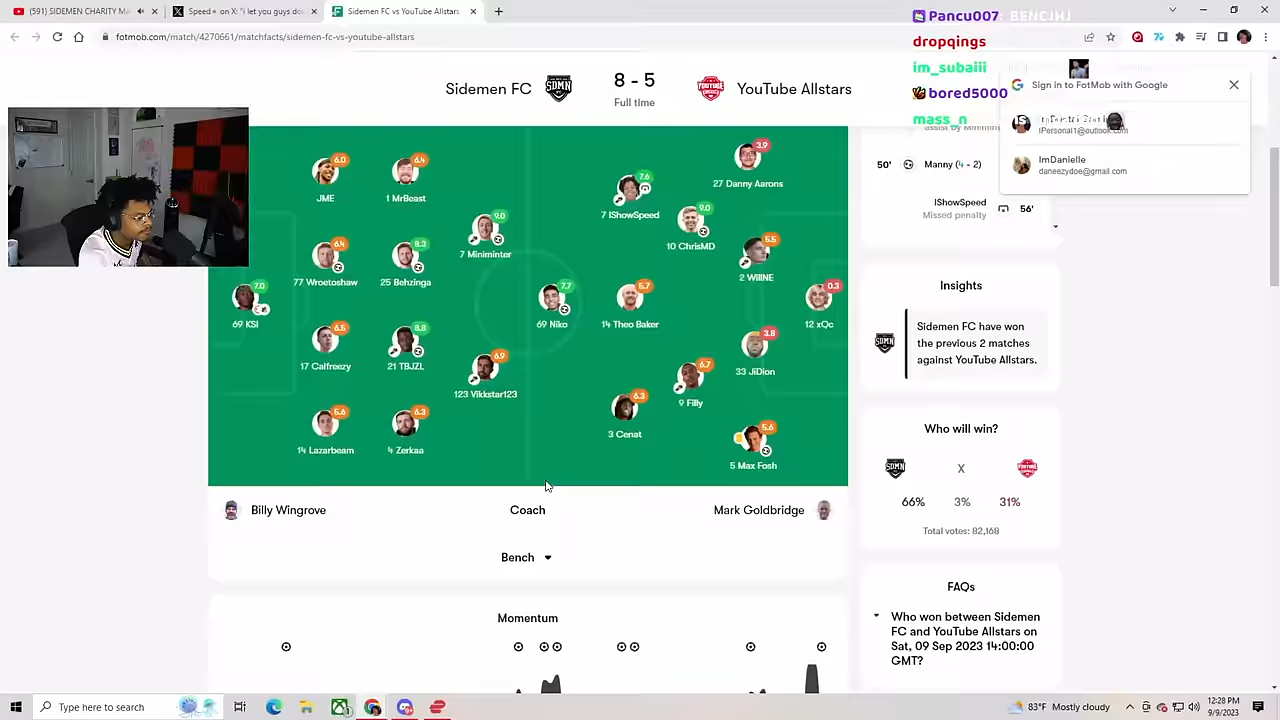 (591) SIDEMEN CHARITY MA
Speed⭐ on X: "i let you guys do
Sidemen FC vs YouTube Allstars
fotmob.com/match/4270661/matchfacts/sidemen-fc-vs-youtube-allstars
Pancu007
dropqings
im_subaiii
bored5000
mass_n
Sign in to FotMob with Google
ImDanielle
daneezydoe@gmail.com
Sidemen FC
8 - 5
Full time
YouTube Allstars
6.0
JME
6.4
1 MrBeast
9.0
7 Miniminter
6.4
77 Wroetoshaw
8.3
25 Behzinga
7.0
69 KSI
6.5
17 Calfreezy
8.8
21 TBJZL
6.9
123 Vikkstar123
5.6
14 Lazarbeam
6.3
4 Zerkaa
3.9
27 Danny Aarons
7.6
7 IShowSpeed
9.0
10 ChrisMD
5.5
2 WillNE
7.7
69 Niko
5.7
14 Theo Baker
0.3
12 xQc
3.8
33 JiDion
6.7
9 Filly
6.3
3 Cenat
5.6
5 Max Fosh
Billy Wingrove
Coach
Mark Goldbridge
Bench
Momentum
50'
Manny (4 - 2)
IShowSpeed
Missed penalty
56'
Insights
Sidemen FC have won
the previous 2 matches
against YouTube Allstars.
Who will win?
X
66%
3%
31%
Total votes: 82,168
FAQs
Who won between Sidemen
FC and YouTube Allstars on
Sat, 09 Sep 2023 14:00:00
GMT?
Type here to search
83°F Mostly cloudy
12:28 PM
9/9/2023